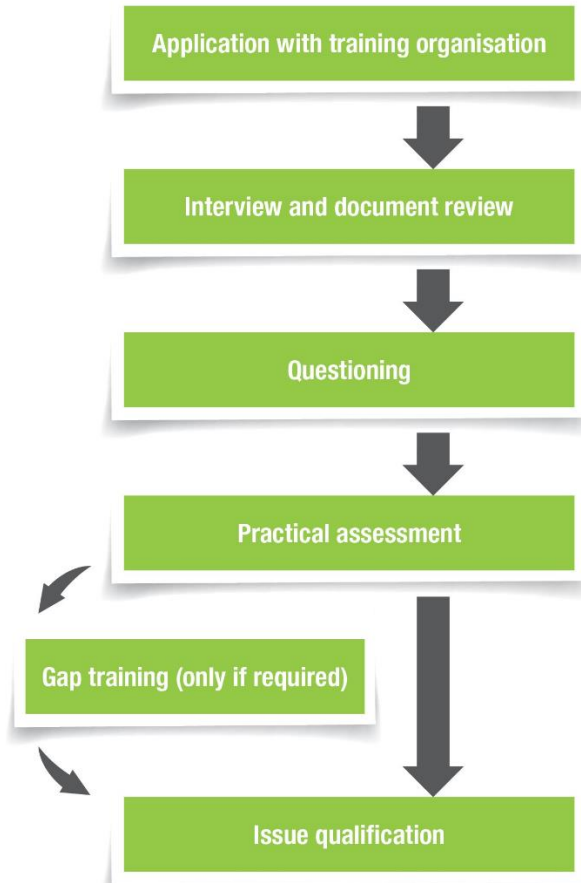 Application with training organisation
Interview and document review
Questioning
Practical assessment
Gap training (only if required)
Issue qualification